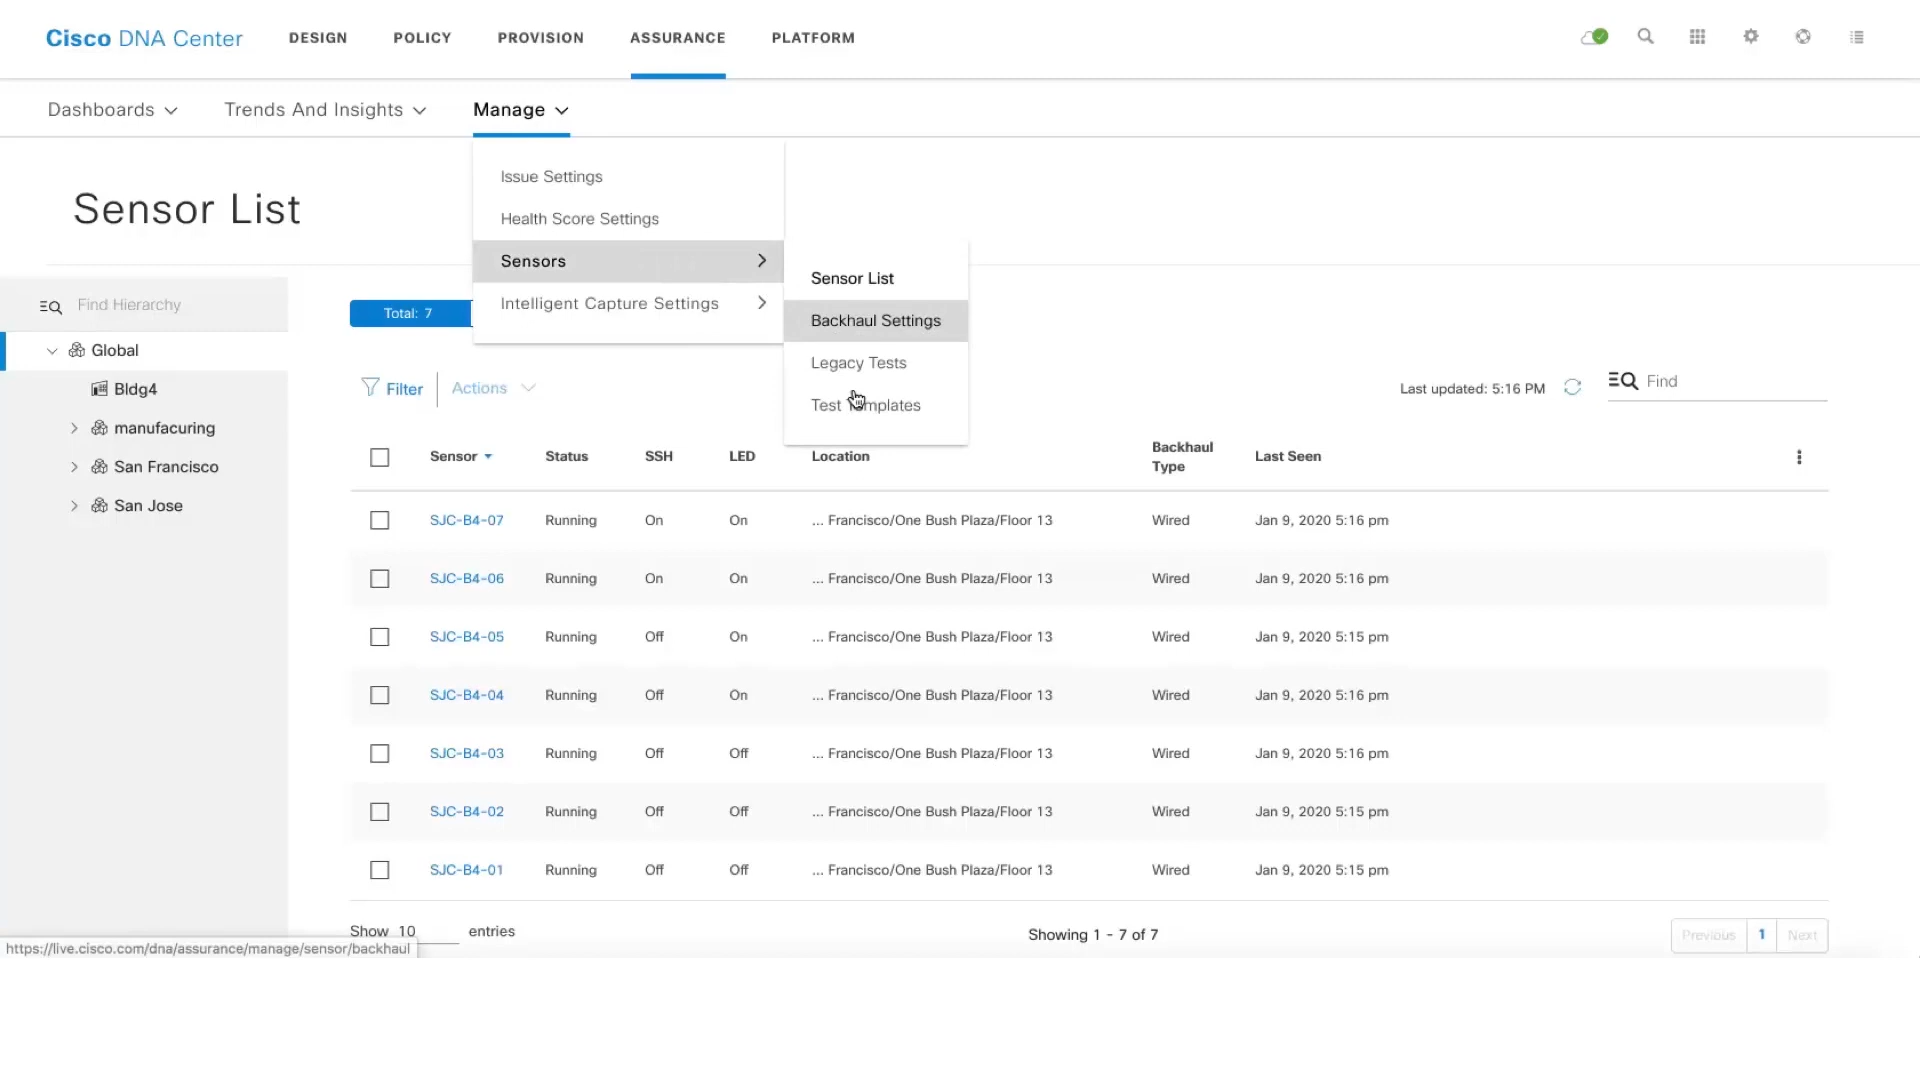 Cisco DNA Center DESIGN POLICY PROVISION ASSURANCE PLATFORM
Dashboards Trends And Insights Manage
Issue Settings
Health Score Settings
Sensors
Intelligent Capture Settings
Sensor List
Backhaul Settings
Legacy Tests
Test Templates
Sensor List
Find Hierarchy
Global
Bldg4
manufacuring
San Francisco
San Jose
Total: 7
Filter Actions Last updated: 5:16 PM Find
Sensor Status SSH LED Location Backhaul Type Last Seen
SJC-B4-07 Running On On ... Francisco/One Bush Plaza/Floor 13 Wired Jan 9, 2020 5:16 pm
SJC-B4-06 Running On On ... Francisco/One Bush Plaza/Floor 13 Wired Jan 9, 2020 5:16 pm
SJC-B4-05 Running Off On ... Francisco/One Bush Plaza/Floor 13 Wired Jan 9, 2020 5:15 pm
SJC-B4-04 Running Off On ... Francisco/One Bush Plaza/Floor 13 Wired Jan 9, 2020 5:16 pm
SJC-B4-03 Running Off Off ... Francisco/One Bush Plaza/Floor 13 Wired Jan 9, 2020 5:16 pm
SJC-B4-02 Running Off Off ... Francisco/One Bush Plaza/Floor 13 Wired Jan 9, 2020 5:15 pm
SJC-B4-01 Running Off Off ... Francisco/One Bush Plaza/Floor 13 Wired Jan 9, 2020 5:15 pm
Show 10 entries Showing 1 - 7 of 7 Previous 1 Next
https://live.cisco.com/dna/assurance/manage/sensor/backhaul